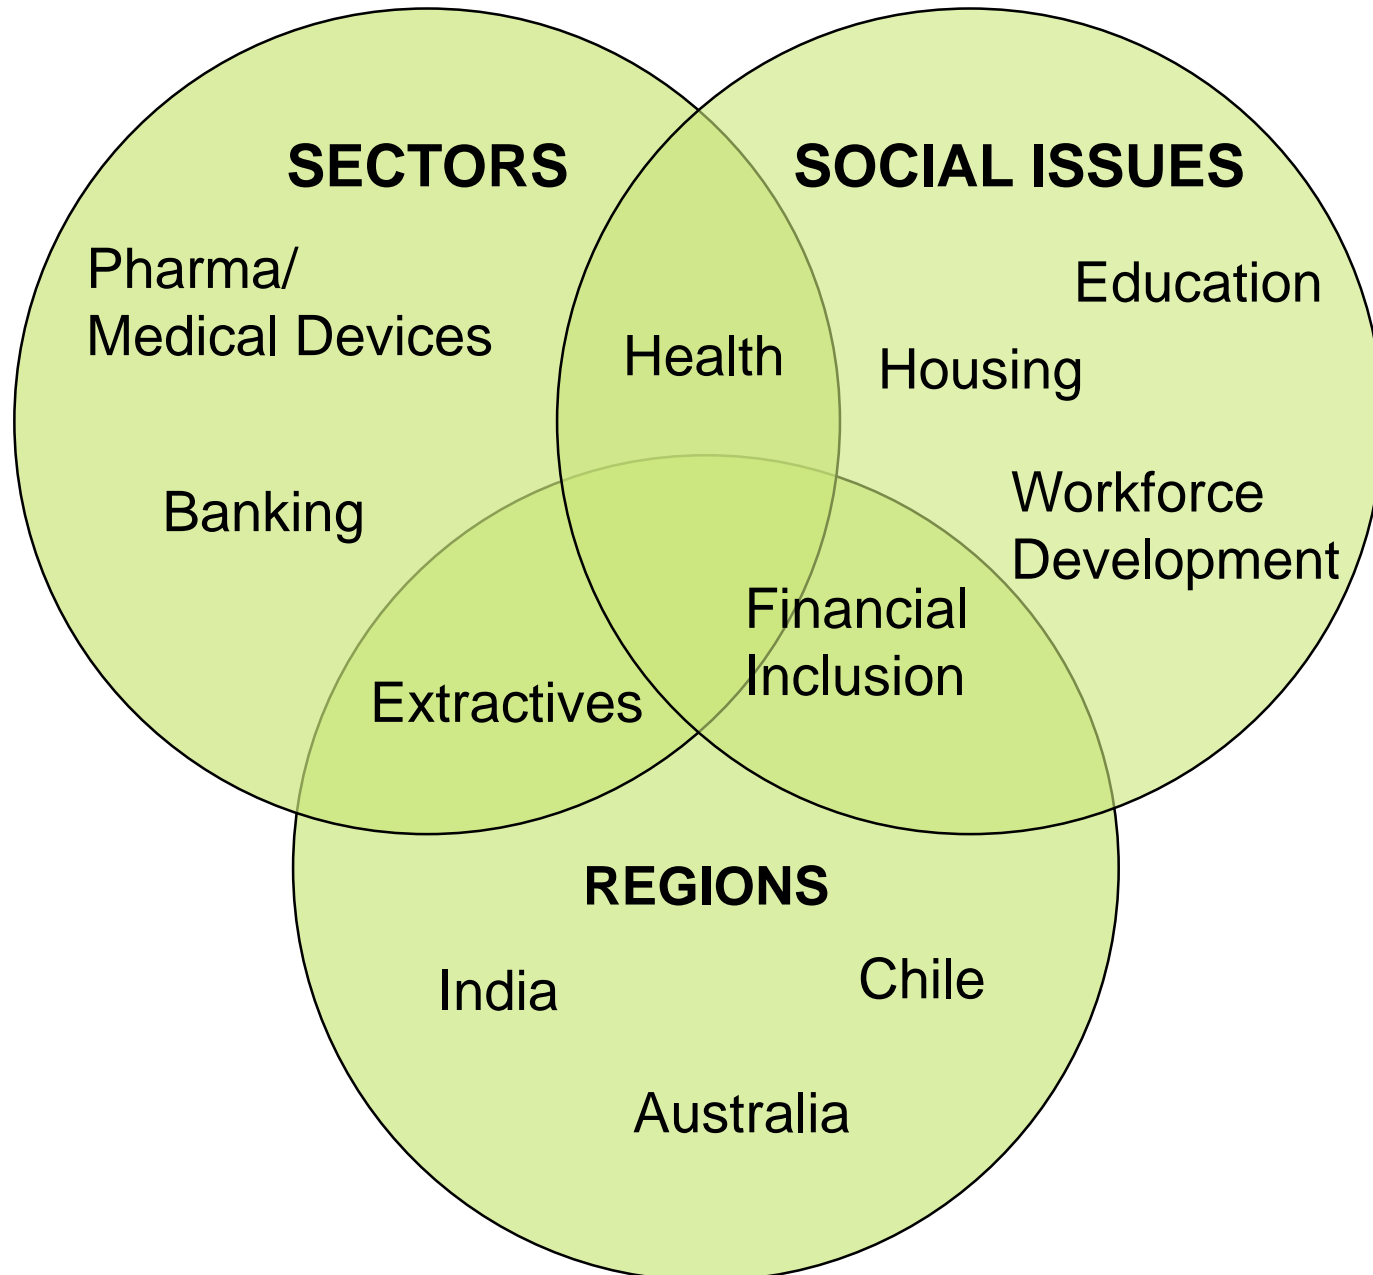 SECTORS
SOCIAL ISSUES
Pharma/
Medical Devices
Education
Health
Housing
Banking
Workforce
Development
Financial
Inclusion
Extractives
REGIONS
India
Chile
Australia